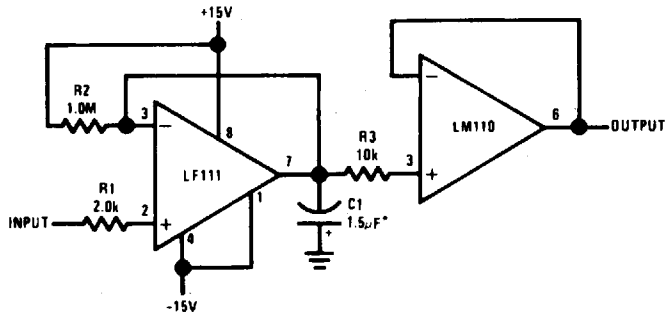 +15V
R2
1.0M
3
−
8
LF111
7
R1
2.0k
INPUT
2
+
4
1
-15V
R3
10k
C1
1.5μF*
+
3
−
+
LM110
6
OUTPUT